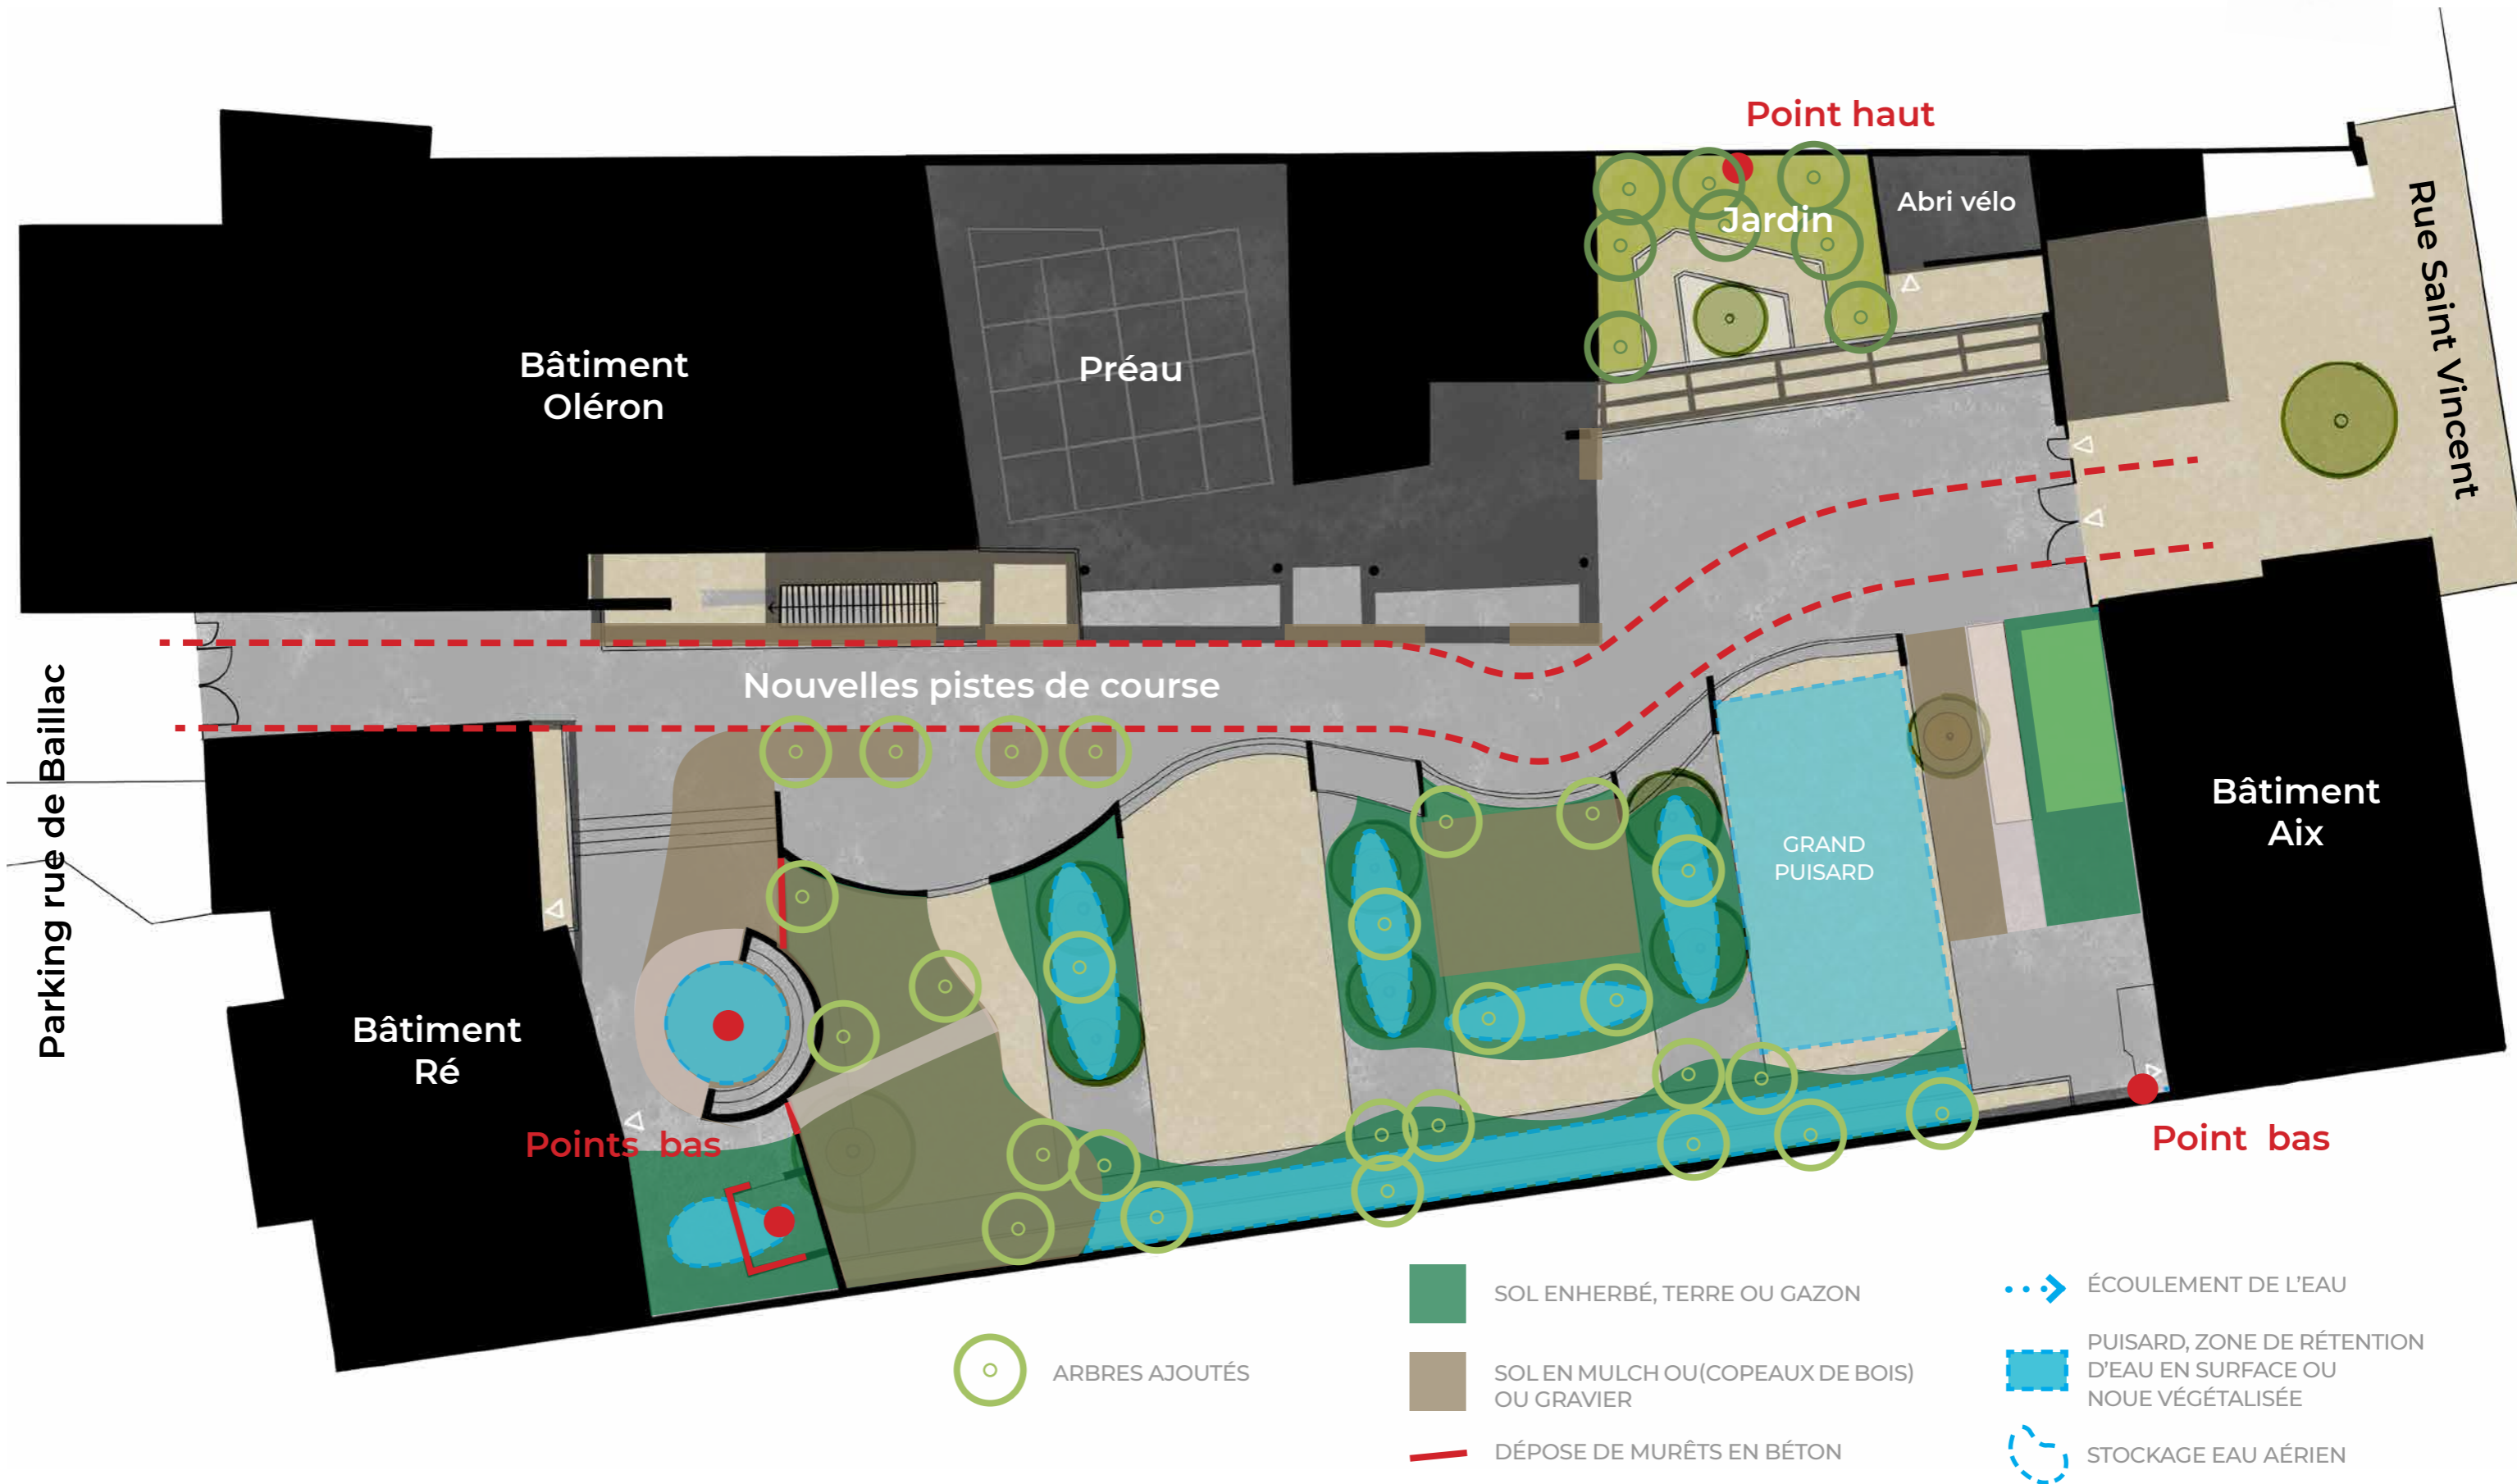 Point haut
Jardin
Abri vélo
Rue Saint Vincent
Bâtiment
Oléron
Préau
Nouvelles pistes de course
Parking rue de Baillac
GRAND
PUISARD
Bâtiment
Aix
Bâtiment
Ré
Points bas
Point bas
ARBRES AJOUTÉS
SOL ENHERBÉ, TERRE OU GAZON
SOL EN MULCH OU(COPEAUX DE BOIS)
OU GRAVIER
DÉPOSE DE MURÊTS EN BÉTON
ÉCOULEMENT DE L'EAU
PUISARD, ZONE DE RÉTENTION
D'EAU EN SURFACE OU
NOUE VÉGÉTALISÉE
STOCKAGE EAU AÉRIEN